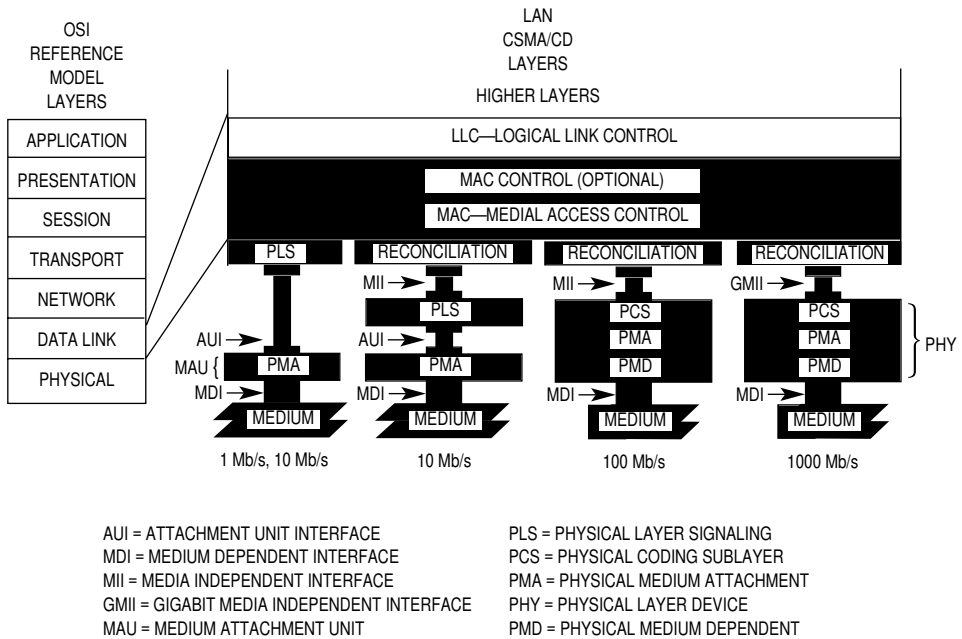 OSI
REFERENCE
MODEL
LAYERS
APPLICATION
PRESENTATION
SESSION
TRANSPORT
NETWORK
DATA LINK
PHYSICAL
LAN
CSMA/CD
LAYERS
HIGHER LAYERS
LLC—LOGICAL LINK CONTROL
MAC CONTROL (OPTIONAL)
MAC—MEDIAL ACCESS CONTROL
PLS
AUI
MAU {
PMA
MDI
MEDIUM
1 Mb/s, 10 Mb/s
RECONCILIATION
MII
PLS
AUI
PMA
MDI
MEDIUM
10 Mb/s
RECONCILIATION
MII
PCS
PMA
PMD
MDI
MEDIUM
100 Mb/s
RECONCILIATION
GMII
PCS
PMA
PMD
PHY
MDI
MEDIUM
1000 Mb/s
AUI = ATTACHMENT UNIT INTERFACE
MDI = MEDIUM DEPENDENT INTERFACE
MII = MEDIA INDEPENDENT INTERFACE
GMII = GIGABIT MEDIA INDEPENDENT INTERFACE
MAU = MEDIUM ATTACHMENT UNIT
PLS = PHYSICAL LAYER SIGNALING
PCS = PHYSICAL CODING SUBLAYER
PMA = PHYSICAL MEDIUM ATTACHMENT
PHY = PHYSICAL LAYER DEVICE
PMD = PHYSICAL MEDIUM DEPENDENT